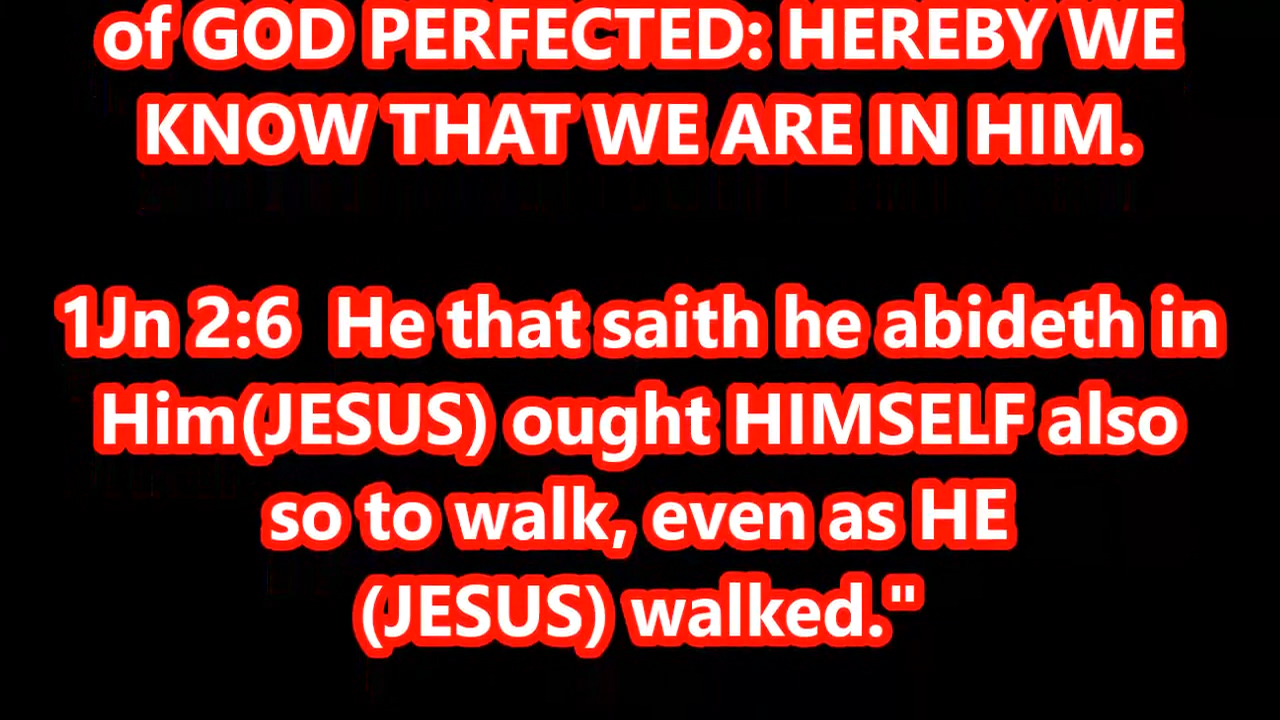 of GOD PERFECTED: HEREBY WE
KNOW THAT WE ARE IN HIM.
1Jn 2:6  He that saith he abideth in
Him(JESUS) ought HIMSELF also
so to walk, even as HE
(JESUS) walked."